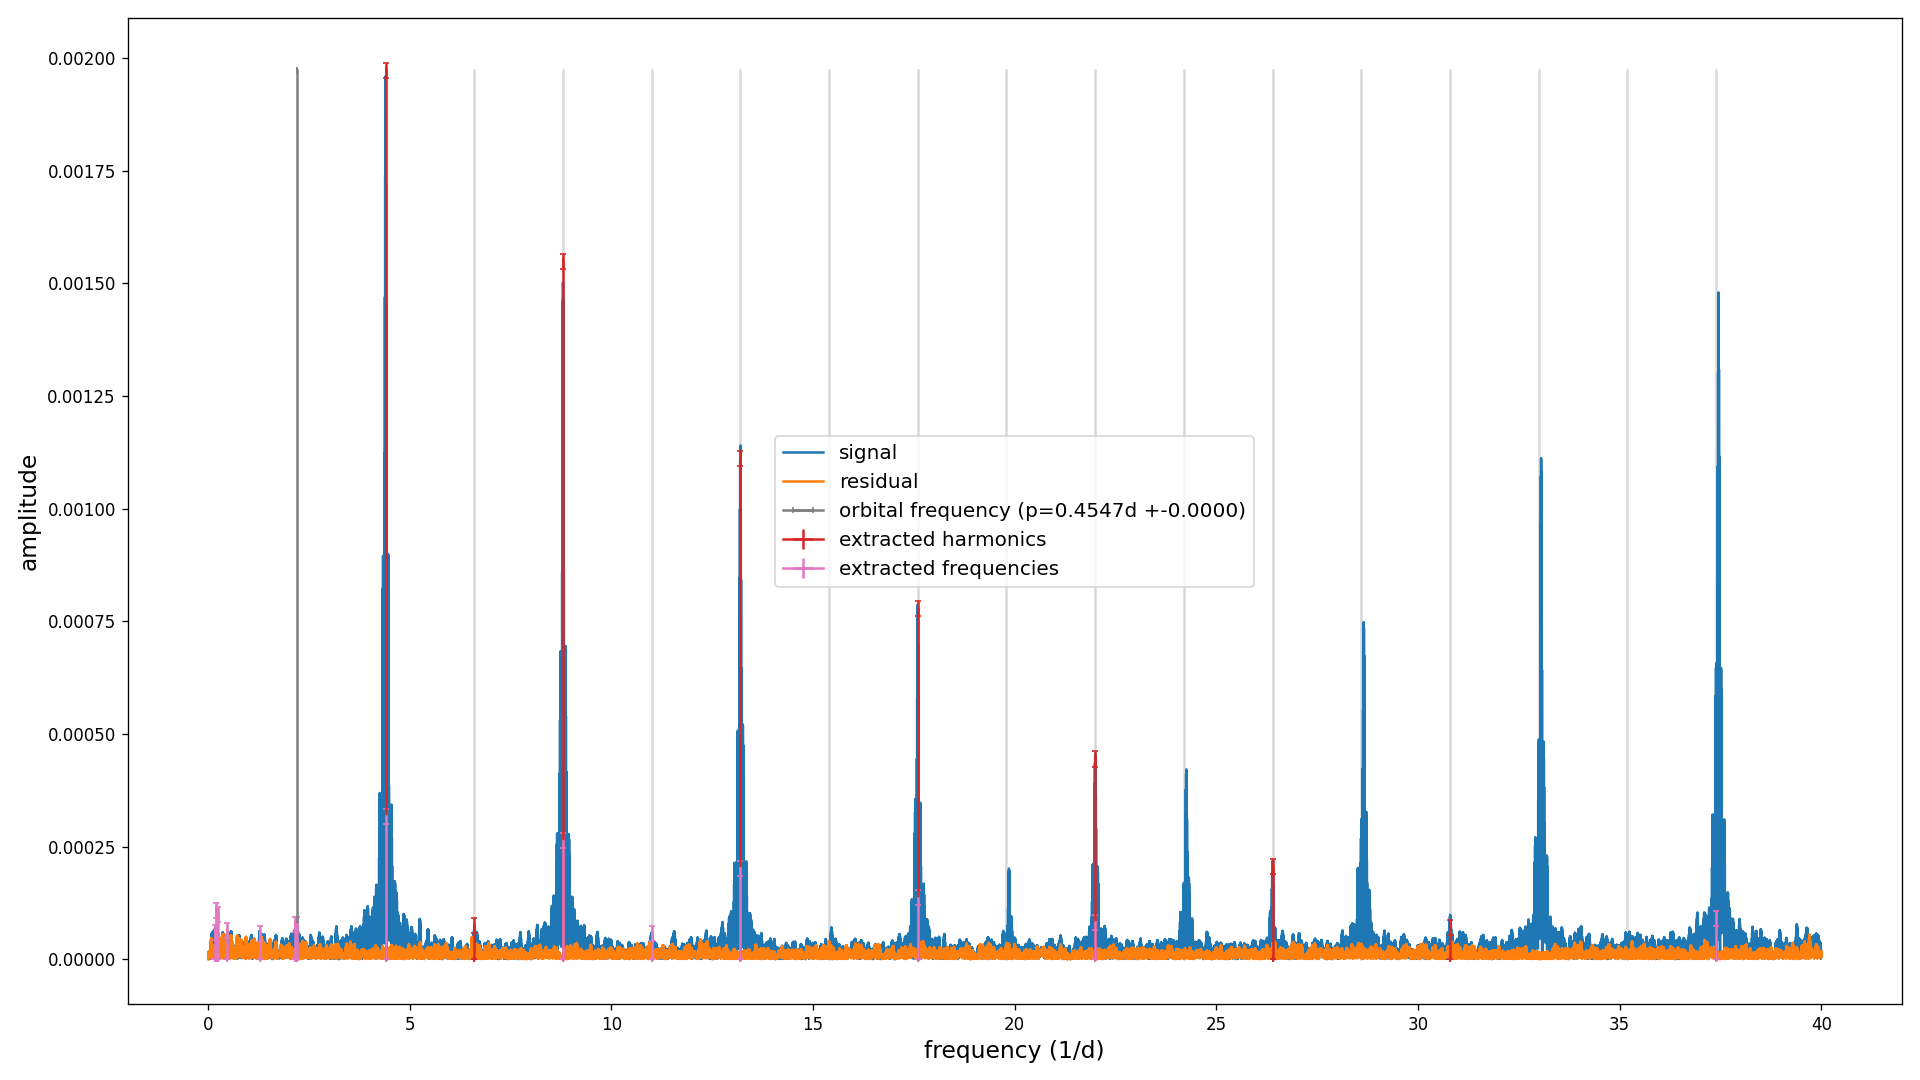 0.00200
0.00175
0.00150
0.00125
0.00100
0.00075
0.00050
0.00025
0.00000
amplitude
signal
residual
orbital frequency (p=0.4547d +-0.0000)
extracted harmonics
extracted frequencies
0 5 10 15 20 25 30 35 40
frequency (1/d)